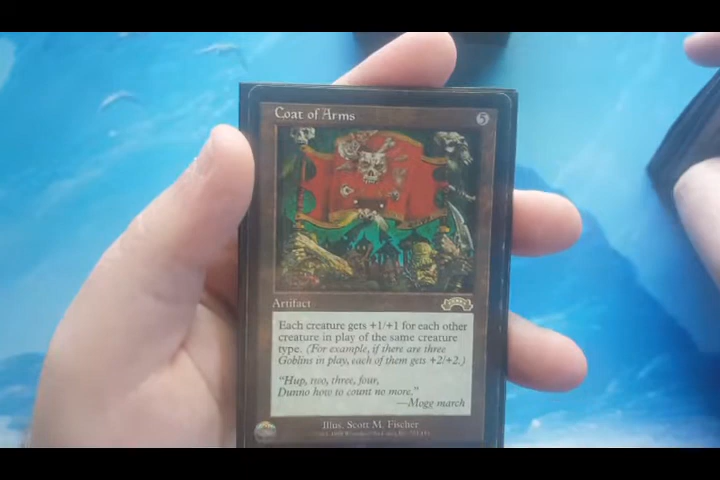 Coat of Arms 5
Artifact
Each creature gets +1/+1 for each other
creature in play of the same creature
type. (For example, if there are three
Goblins in play, each of them gets +2/+2.)
"Hup, two, three, four,
Dunno how to count no more."
—Mogg march
Illus. Scott M. Fischer